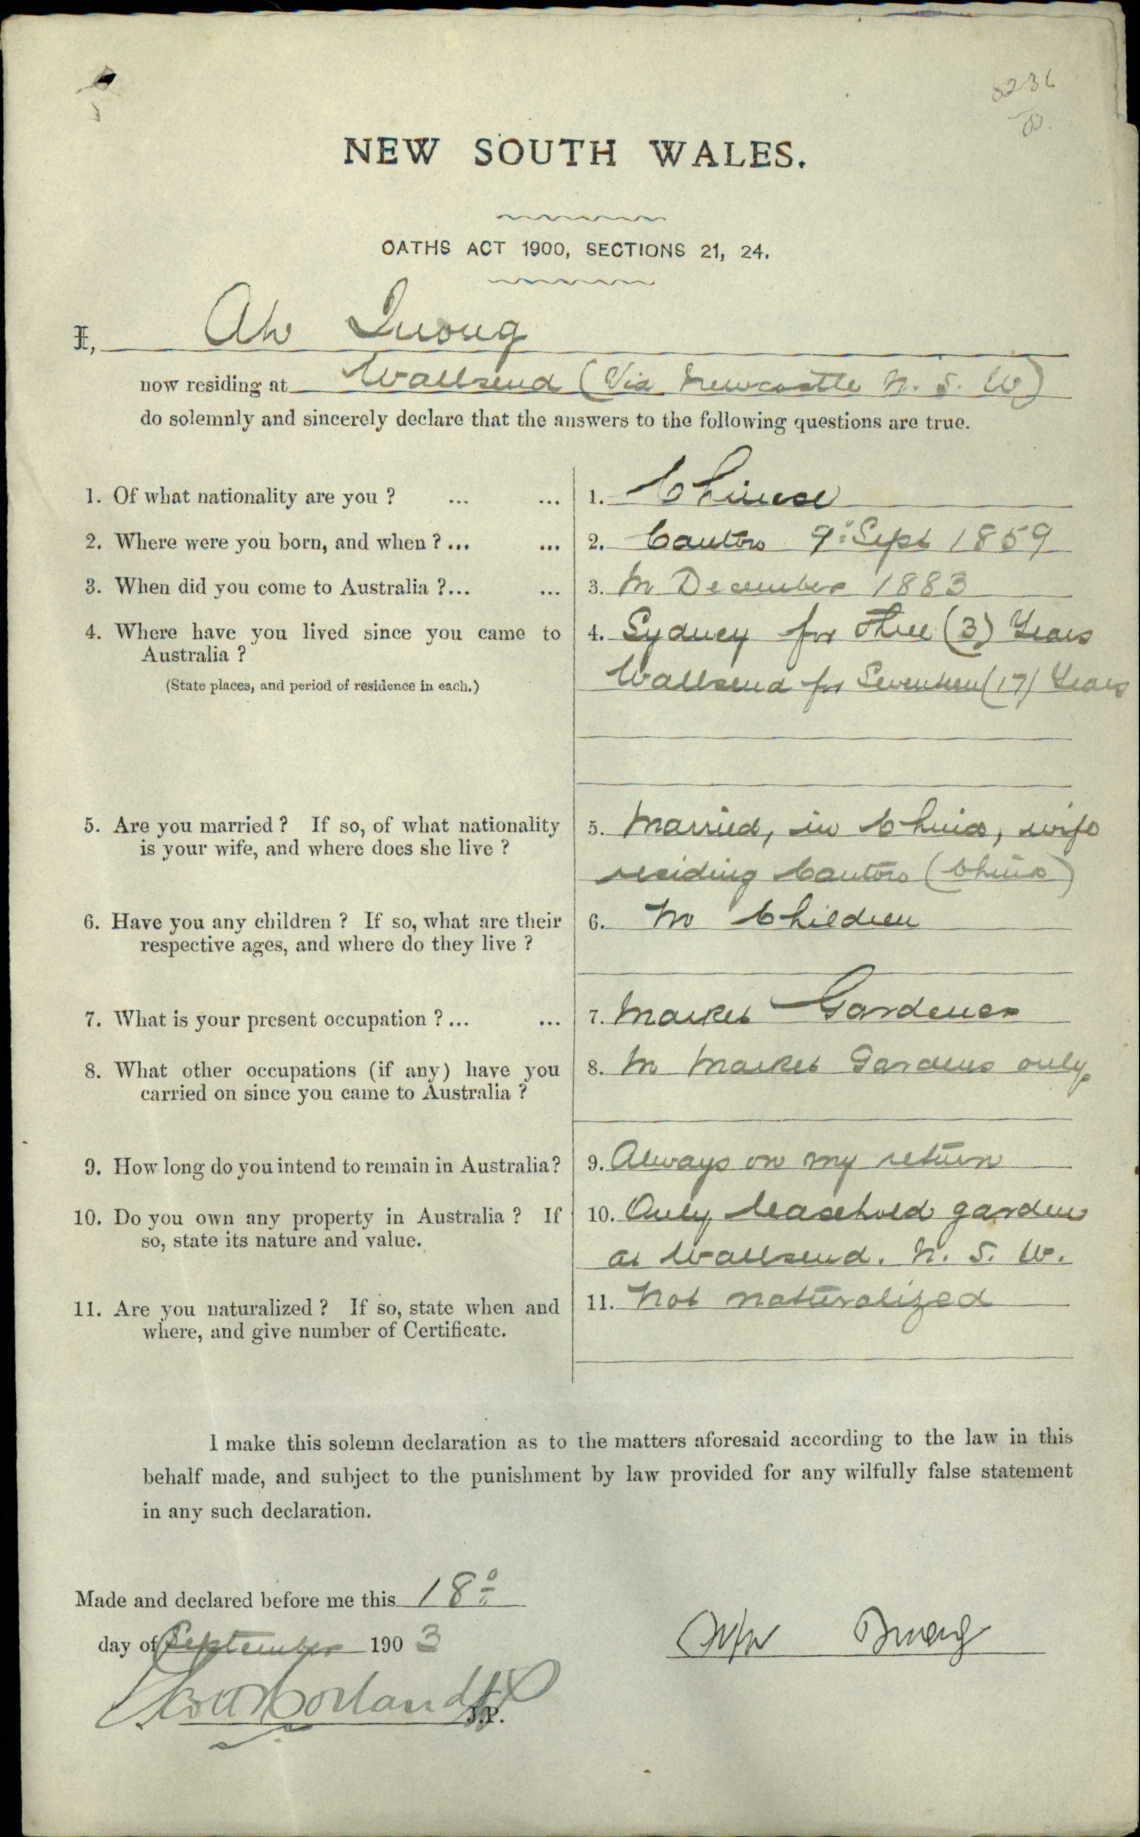 8236
NEW SOUTH WALES.
OATHS ACT 1900, SECTIONS 21, 24.
I, Ah Quong
now residing at Wallsend (Via Newcastle N. S. W)
do solemnly and sincerely declare that the answers to the following questions are true.
1. Of what nationality are you ? ... ... 1. Chinese
2. Where were you born, and when ? ... ... 2. Canton 9th Sept 1859
3. When did you come to Australia ?... ... 3. In December 1883
4. Where have you lived since you came to 4. Sydney for Three (3) Years
Australia ?
(State places, and period of residence in each.) Wallsend for Seventeen (17) Years
5. Are you married ? If so, of what nationality 5. Married, in China, wife
is your wife, and where does she live ? residing Canton (China)
6. Have you any children ? If so, what are their 6. No Children
respective ages, and where do they live ?
7. What is your present occupation ? ... ... 7. Market Gardener
8. What other occupations (if any) have you 8. In Market Gardens only
carried on since you came to Australia ?
9. How long do you intend to remain in Australia? 9. Always on my return
10. Do you own any property in Australia ? If 10. Only leasehold garden
so, state its nature and value. at Wallsend. N. S. W.
11. Are you naturalized ? If so, state when and 11. Not naturalized
where, and give number of Certificate.
I make this solemn declaration as to the matters aforesaid according to the law in this
behalf made, and subject to the punishment by law provided for any wilfully false statement
in any such declaration.
Made and declared before me this 18th
day of September 1903 Ah Quong
J.P.